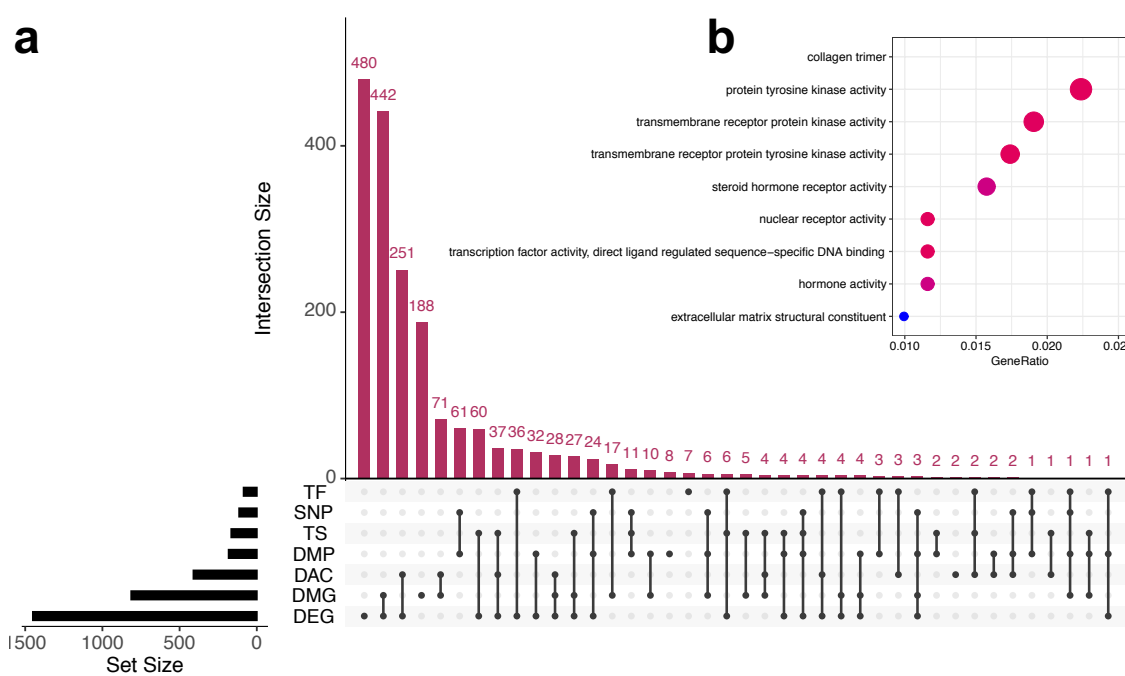 a
b
480
442
251
188
71
61
60
37
36
32
28
27
24
17
11
10
8
7
6
6
5
4
4
4
4
4
4
3
3
3
2
2
2
2
2
1
1
1
1
1
400
200
0
Intersection Size
TF
SNP
TS
DMP
DAC
DMG
DEG
1500
1000
500
0
Set Size
collagen trimer
protein tyrosine kinase activity
transmembrane receptor protein kinase activity
transmembrane receptor protein tyrosine kinase activity
steroid hormone receptor activity
nuclear receptor activity
transcription factor activity, direct ligand regulated sequence−specific DNA binding
hormone activity
extracellular matrix structural constituent
0.010
0.015
0.020
GeneRatio